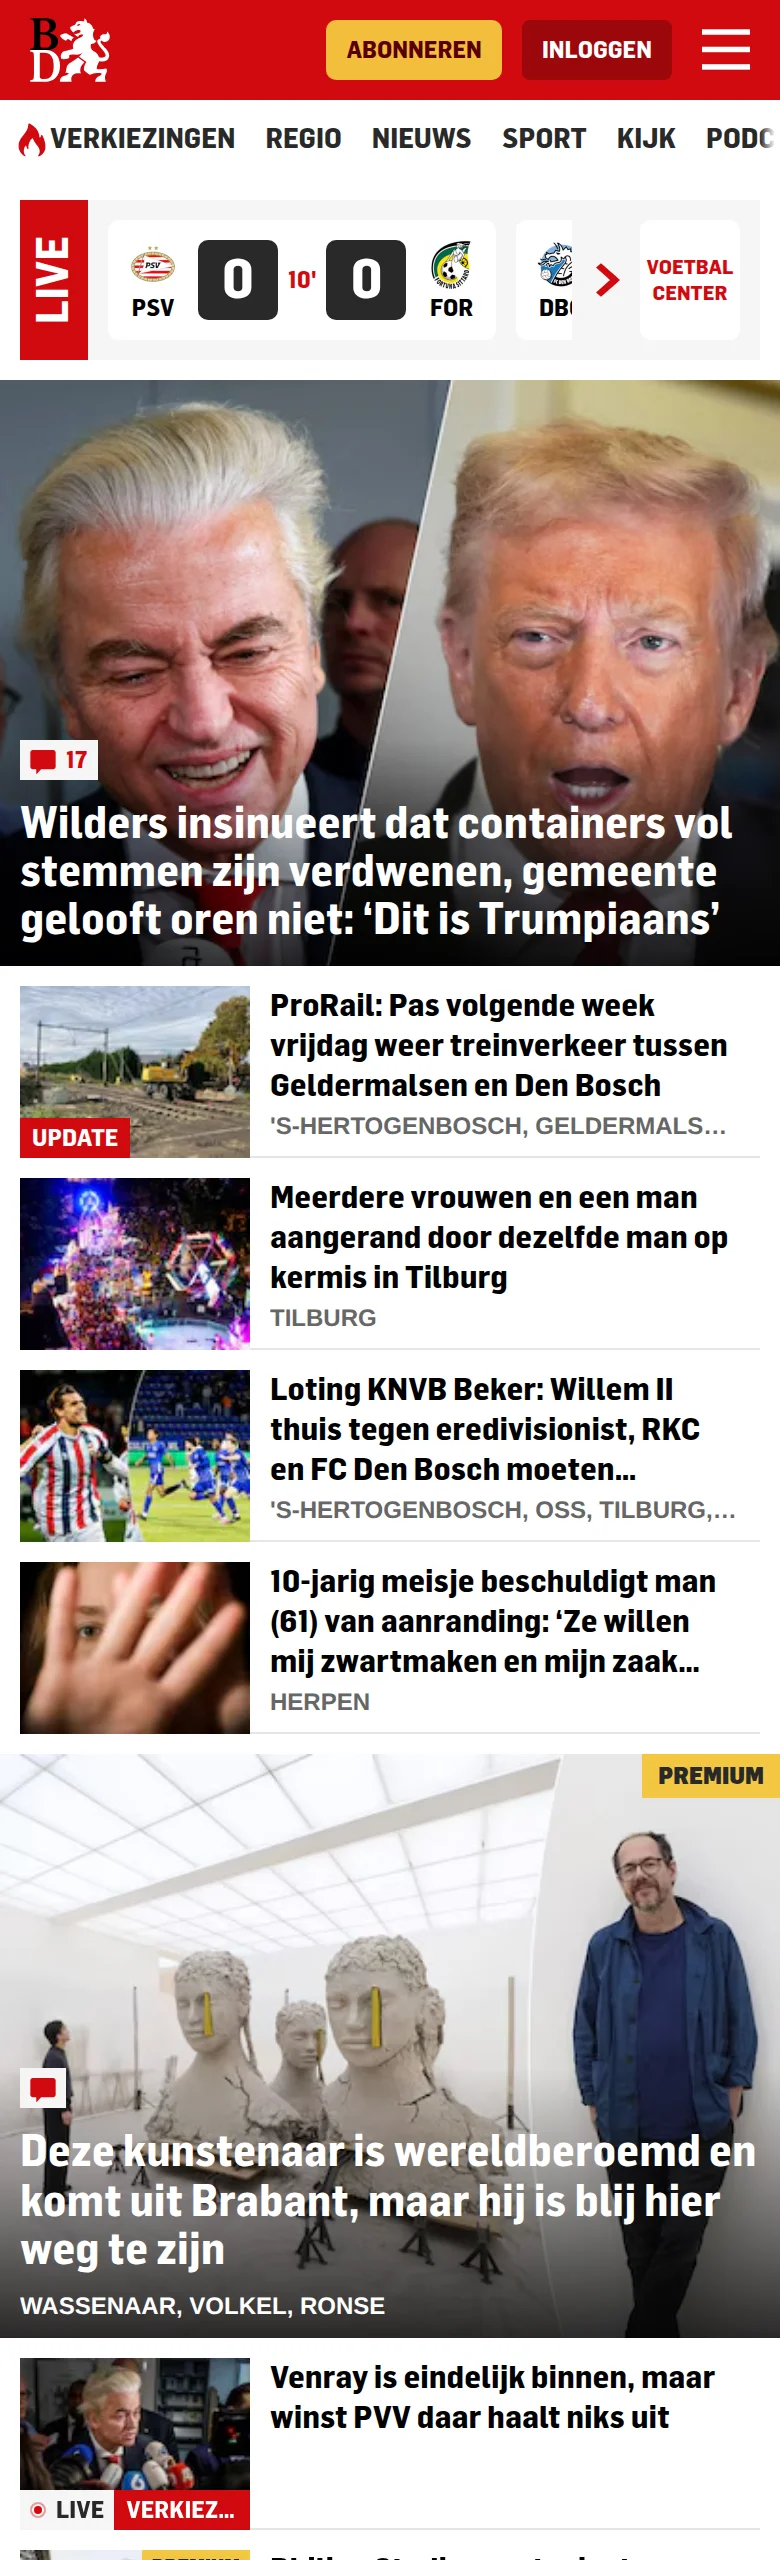 BD
ABONNEREN
INLOGGEN
VERKIEZINGEN REGIO NIEUWS SPORT KIJK PODC
LIVE
PSV
0
10'
0
FOR
VOETBAL
CENTER
17
Wilders insinueert dat containers vol
stemmen zijn verdwenen, gemeente
gelooft oren niet: ‘Dit is Trumpiaans’
ProRail: Pas volgende week
vrijdag weer treinverkeer tussen
Geldermalsen en Den Bosch
'S-HERTOGENBOSCH, GELDERMALS...
UPDATE
Meerdere vrouwen en een man
aangerand door dezelfde man op
kermis in Tilburg
TILBURG
Loting KNVB Beker: Willem II
thuis tegen eredivisionist, RKC
en FC Den Bosch moeten...
'S-HERTOGENBOSCH, OSS, TILBURG,...
10-jarig meisje beschuldigt man
(61) van aanranding: ‘Ze willen
mij zwartmaken en mijn zaak...
HERPEN
PREMIUM
Deze kunstenaar is wereldberoemd en
komt uit Brabant, maar hij is blij hier
weg te zijn
WASSENAAR, VOLKEL, RONSE
Venray is eindelijk binnen, maar
winst PVV daar haalt niks uit
LIVE VERKIEZ...